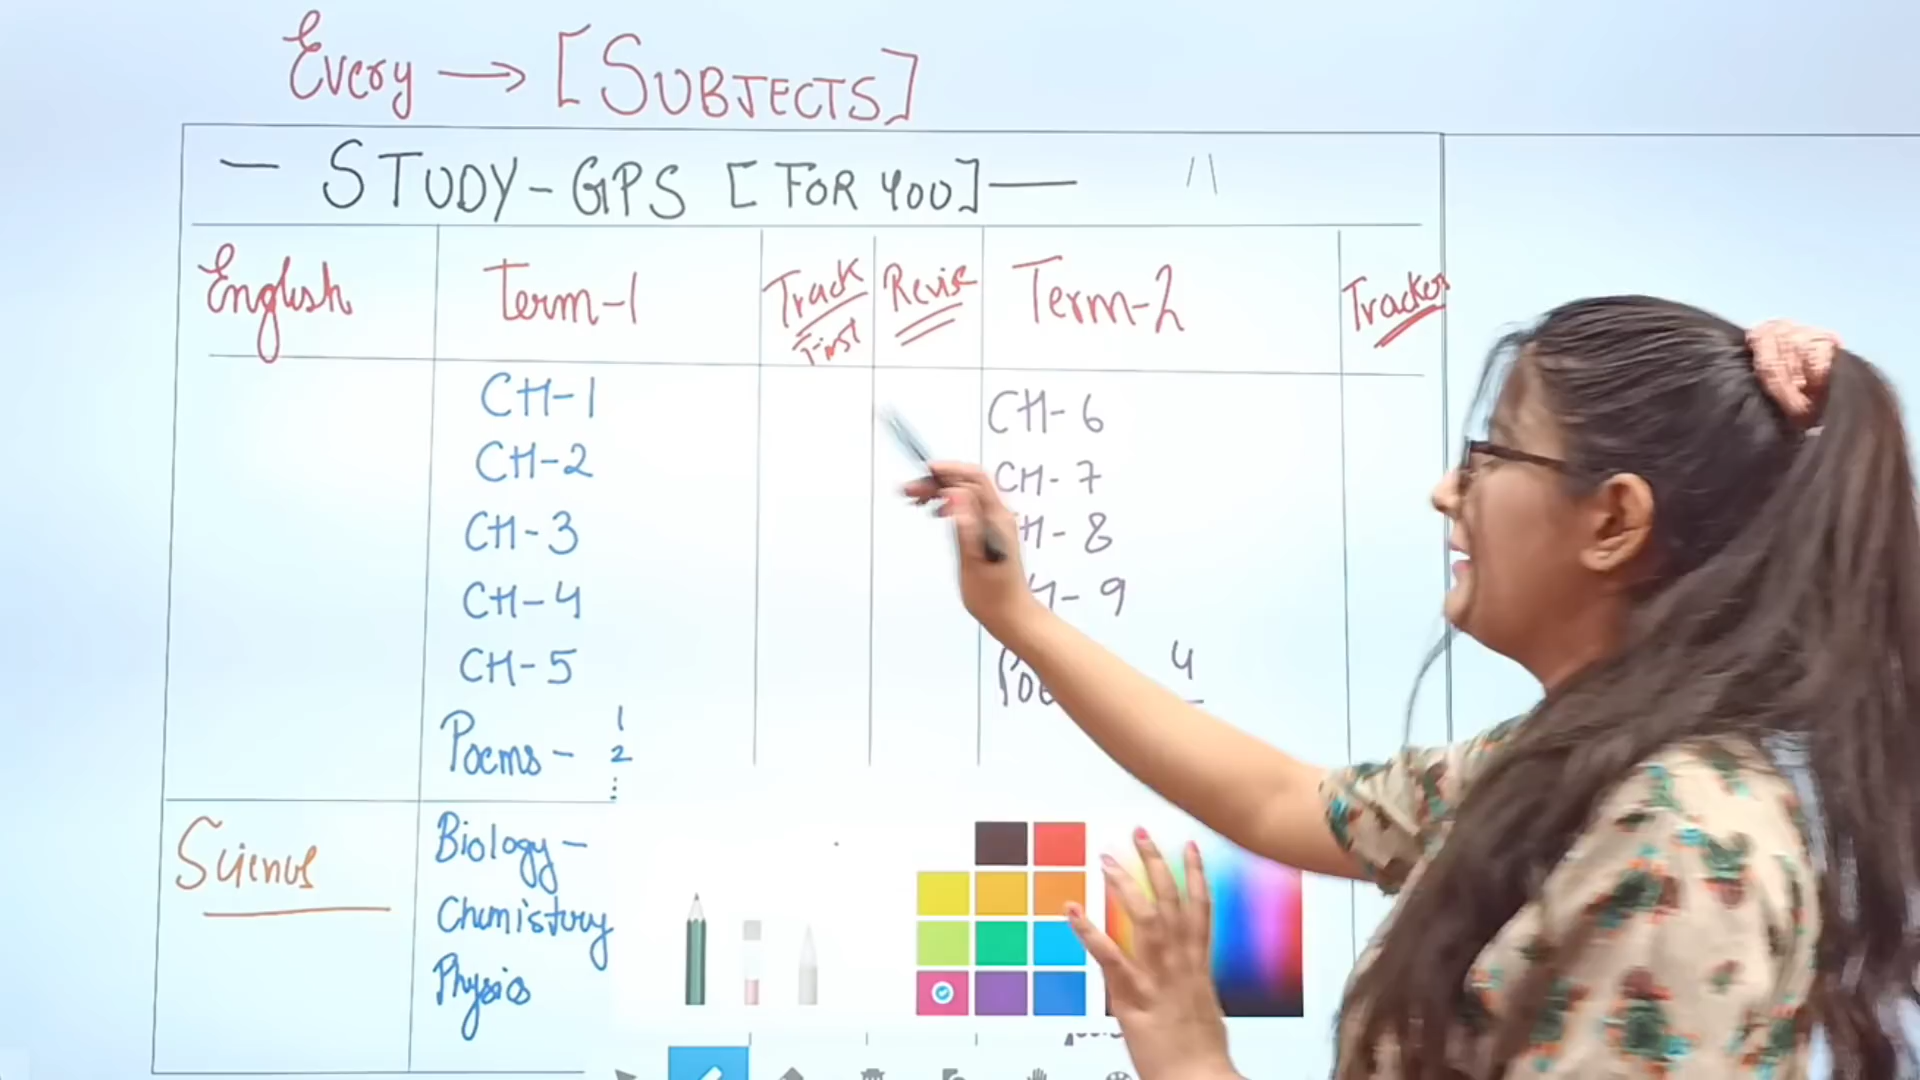 Every → [SUBJECTS]
— STUDY-GPS [FOR YOU] —
English Term-1 Track First Revise Term-2 Tracker
CH-1 CH-6
CH-2 CH-7
CH-3 H-8
CH-4 - 9
CH-5 Poe 4
Poems - 1
2
Science Biology -
Chemistry
Physics